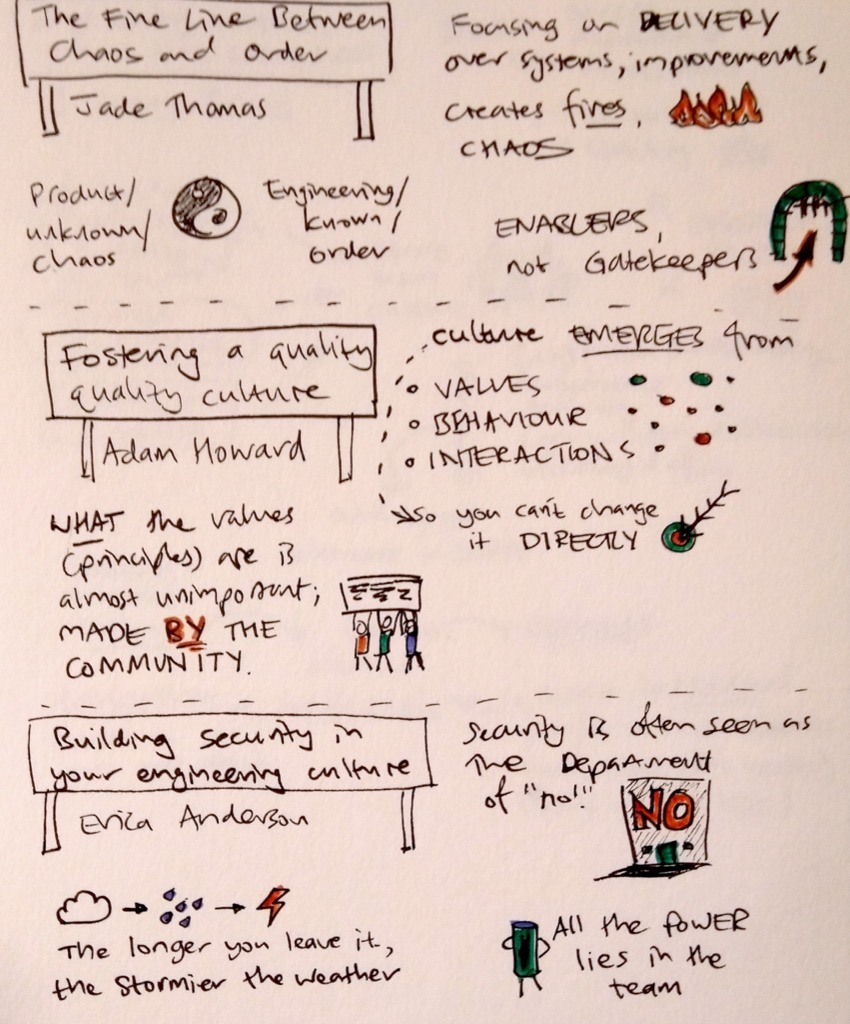 The Fine Line Between
Chaos and order
Jade Thomas
Focusing on DELIVERY
over systems, improvements,
creates fires.
CHAOS
Product/
unknown/
chaos
Engineering/
known/
order
ENABLERS,
not GateKeepers
Fostering a quality
quality culture
Adam Howard
culture EMERGES from
• VALUES
• BEHAVIOUR
• INTERACTIONS
so you can't change
it DIRECTLY
WHAT the values
(principles) are is
almost unimportant;
MADE BY THE
COMMUNITY.
Building security in
your engineering culture
Erica Anderson
Security is often seen as
the Department
of "no!"
NO
The longer you leave it,
the stormier the weather
All the POWER
lies in the
team